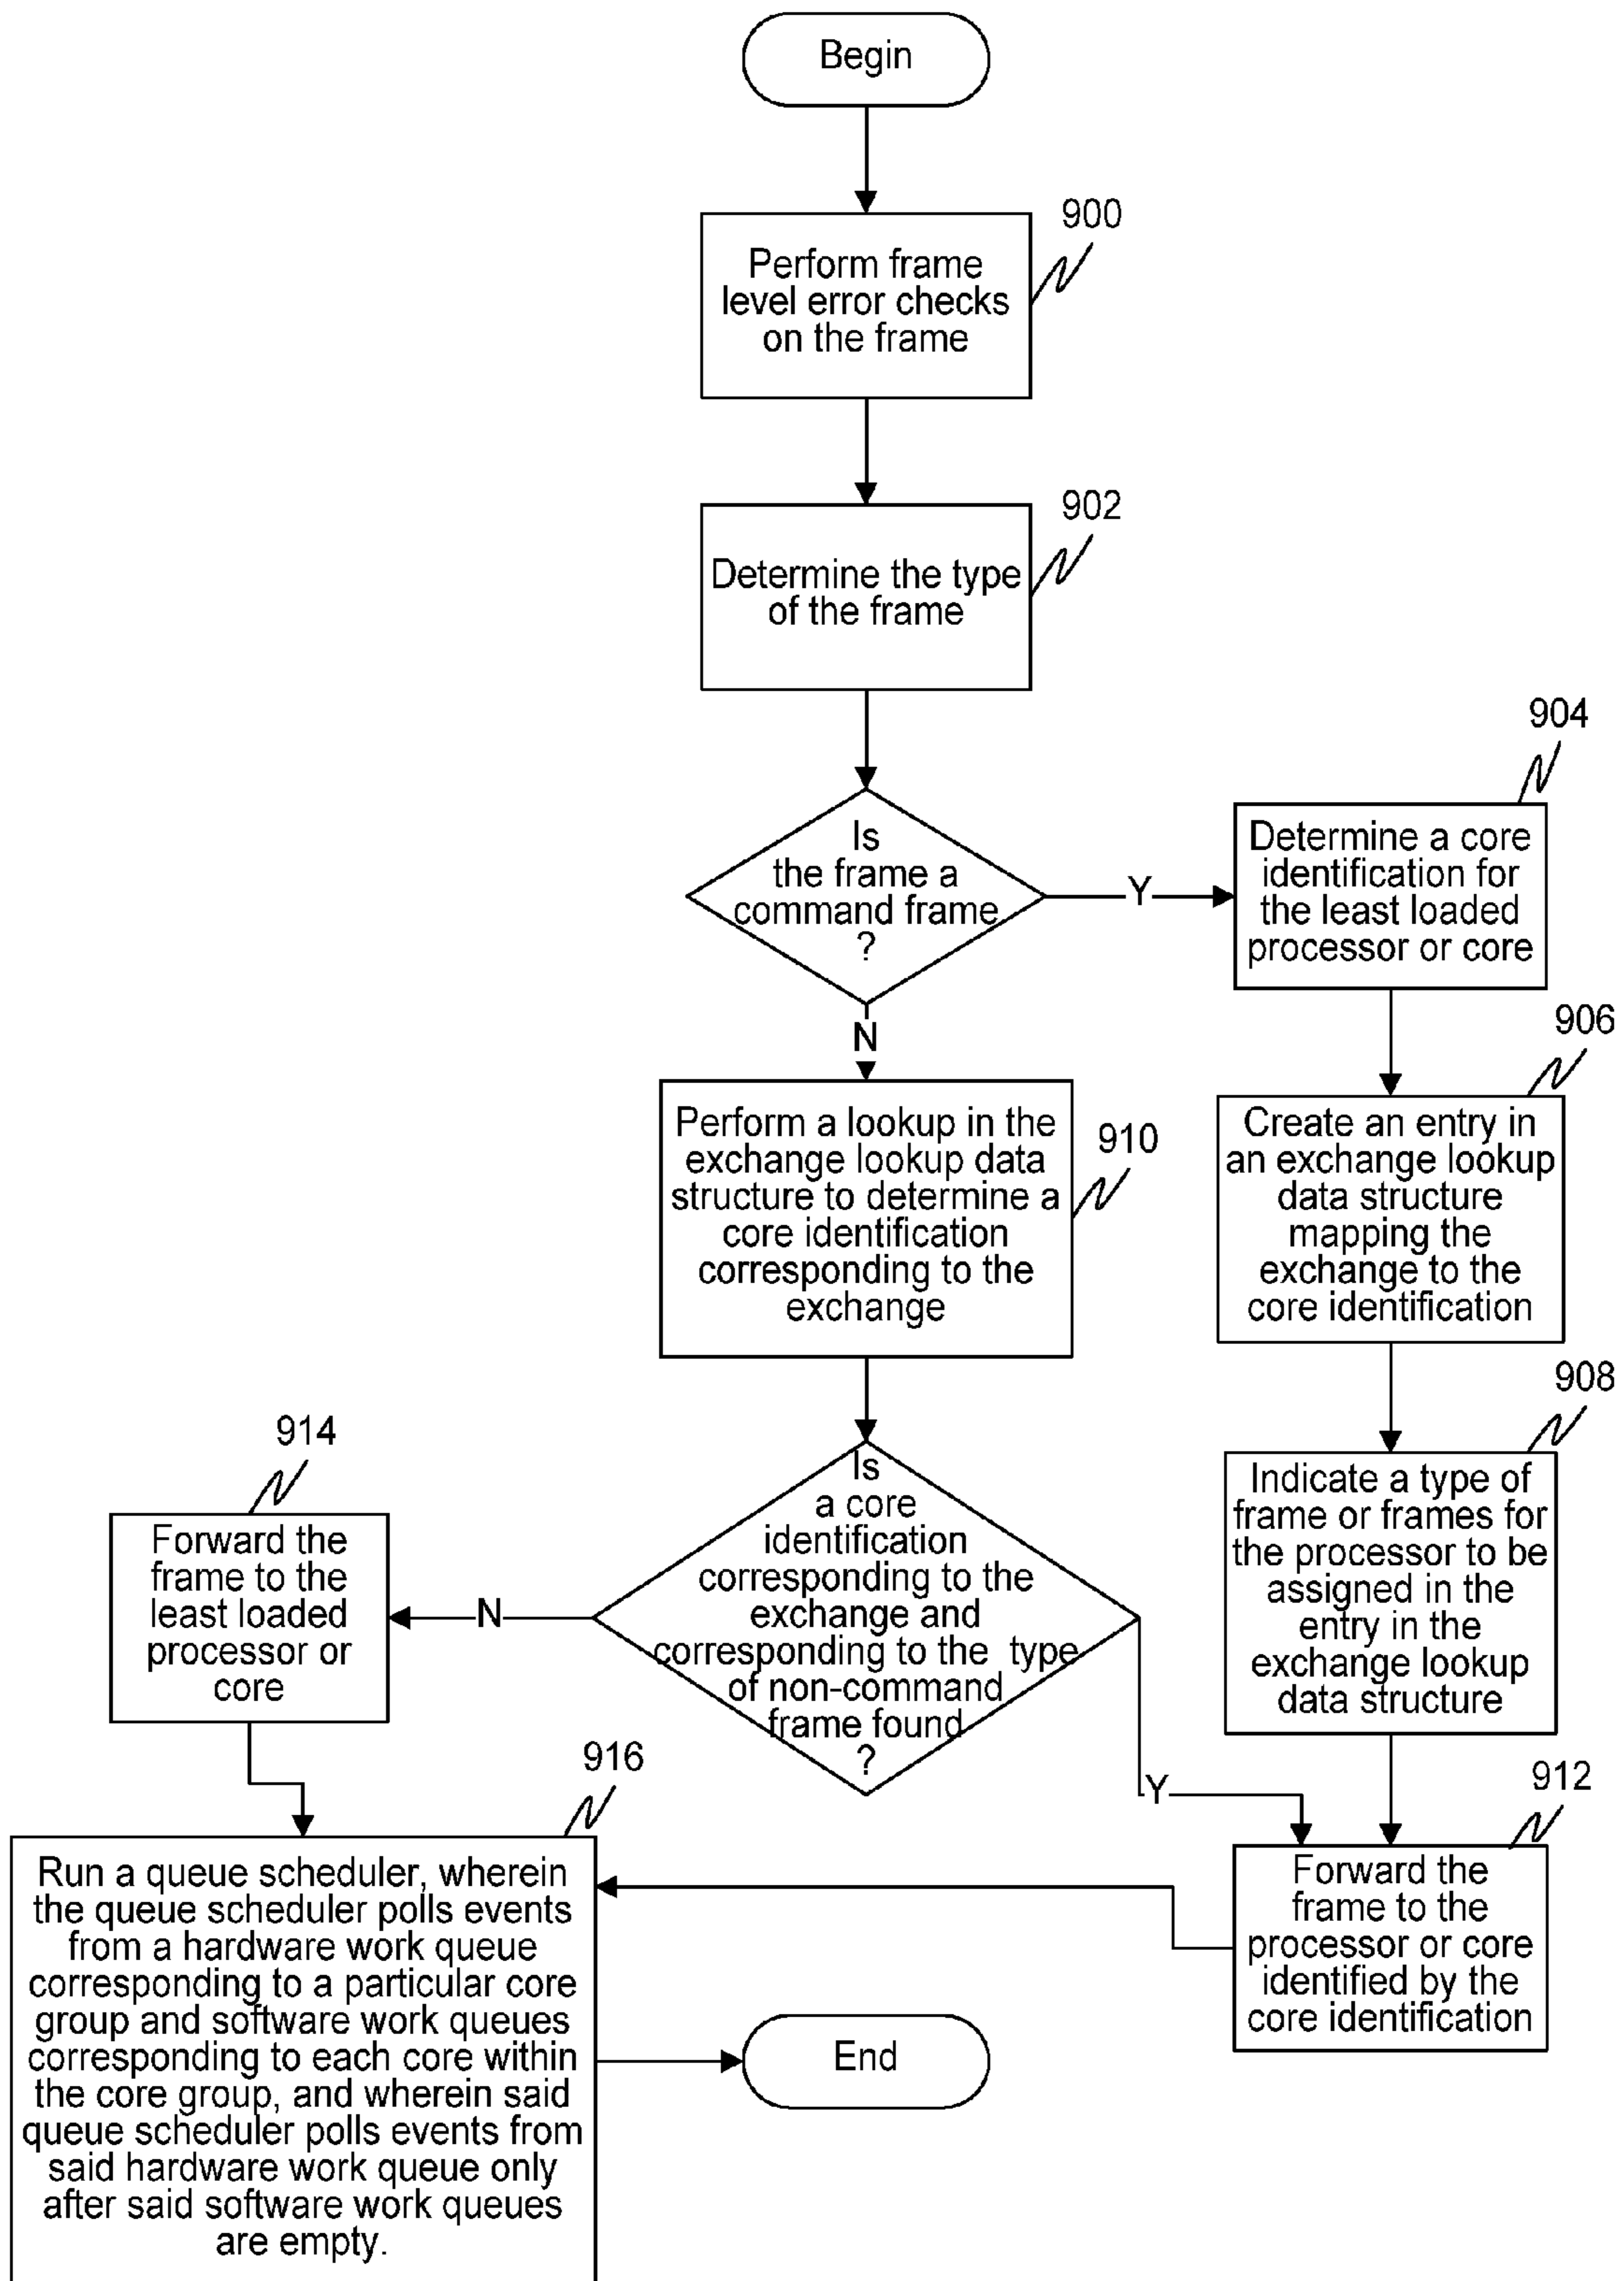 Begin
900
Perform frame
level error checks
on the frame
902
Determine the type
of the frame
904
Is
the frame a
command frame
?
Y
Determine a core
identification for
the least loaded
processor or core
N
906
Create an entry in
an exchange lookup
data structure
mapping the
exchange to the
core identification
910
Perform a lookup in the
exchange lookup data
structure to determine a
core identification
corresponding to the
exchange
908
Indicate a type of
frame or frames for
the processor to be
assigned in the
entry in the
exchange lookup
data structure
914
Forward the
frame to the
least loaded
processor or
core
N
Is
a core
identification
corresponding to the
exchange and
corresponding to the type
of non-command
frame found
?
Y
912
Forward the
frame to the
processor or core
identified by the
core identification
916
Run a queue scheduler, wherein
the queue scheduler polls events
from a hardware work queue
corresponding to a particular core
group and software work queues
corresponding to each core within
the core group, and wherein said
queue scheduler polls events from
said hardware work queue only
after said software work queues
are empty.
End